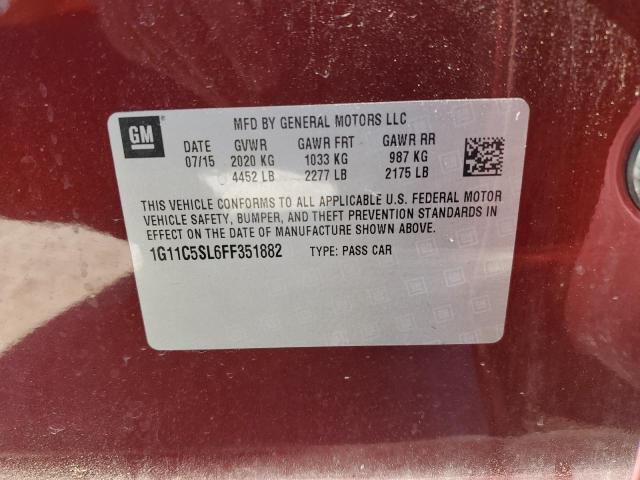 GM
MFD BY GENERAL MOTORS LLC
DATE GVWR GAWR FRT GAWR RR
07/15 2020 KG 1033 KG 987 KG
4452 LB 2277 LB 2175 LB
THIS VEHICLE CONFORMS TO ALL APPLICABLE U.S. FEDERAL MOTOR
VEHICLE SAFETY, BUMPER, AND THEFT PREVENTION STANDARDS IN
EFFECT ON THE DATE OF MANUFACTURE SHOWN ABOVE.
1G11C5SL6FF351882 TYPE: PASS CAR